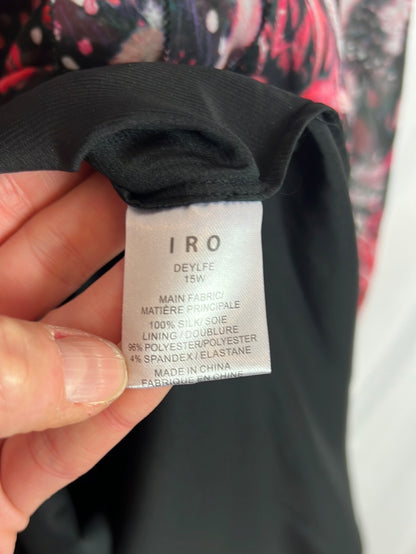 IRO
DEYLFE
15W
MAIN FABRIC/
MATIÈRE PRINCIPALE
100% SILK/SOIE
LINING/DOUBLURE
96% POLYESTER/POLYESTER
4% SPANDEX/ELASTANE
MADE IN CHINA
FABRIQUE EN CHINE